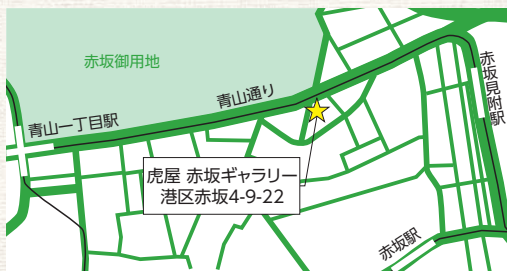 赤坂御用地
青山通り
赤坂見附駅
青山一丁目駅
虎屋 赤坂ギャラリー
港区赤坂4-9-22
赤坂駅